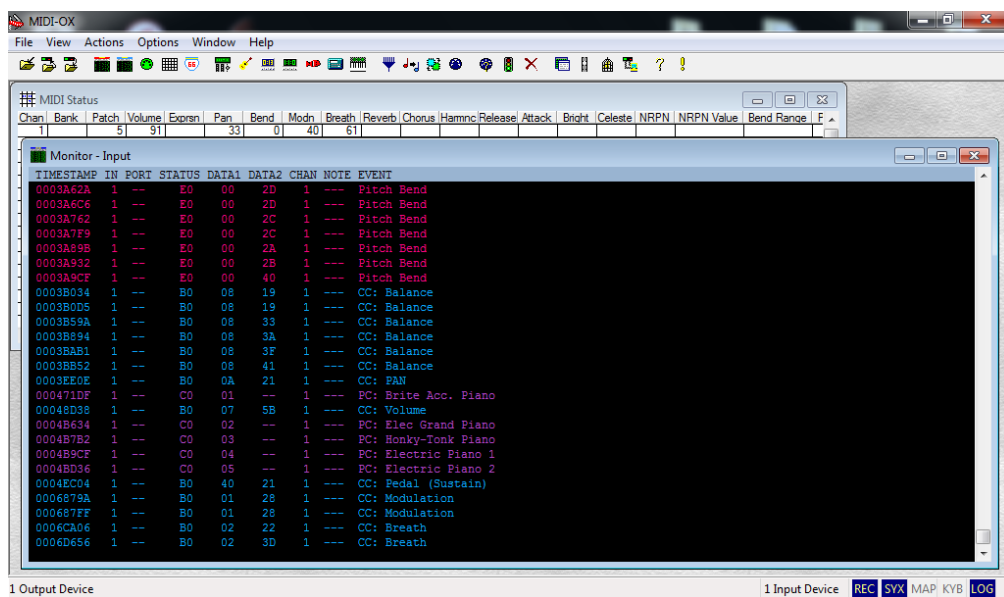 MIDI-OX
File View Actions Options Window Help
MIDI Status
Chan Bank Patch Volume Exprsn Pan Bend Modn Breath Reverb Chorus Harmnc Release Attack Bright Celeste NRPN NRPN Value Bend Range
1 5 91 33 0 40 61
Monitor - Input
TIMESTAMP IN PORT STATUS DATA1 DATA2 CHAN NOTE EVENT
0003A62A 1 -- E0 00 2D 1 --- Pitch Bend
0003A6C6 1 -- E0 00 2D 1 --- Pitch Bend
0003A762 1 -- E0 00 2C 1 --- Pitch Bend
0003A7F9 1 -- E0 00 2C 1 --- Pitch Bend
0003A89B 1 -- E0 00 2A 1 --- Pitch Bend
0003A932 1 -- E0 00 2B 1 --- Pitch Bend
0003A9CF 1 -- E0 00 40 1 --- Pitch Bend
0003B034 1 -- B0 08 19 1 --- CC: Balance
0003B0D5 1 -- B0 08 19 1 --- CC: Balance
0003B59A 1 -- B0 08 33 1 --- CC: Balance
0003B894 1 -- B0 08 3A 1 --- CC: Balance
0003BAB1 1 -- B0 08 3F 1 --- CC: Balance
0003BB52 1 -- B0 08 41 1 --- CC: Balance
0003EE0E 1 -- B0 0A 21 1 --- CC: PAN
000471DF 1 -- C0 01 -- 1 --- PC: Brite Acc. Piano
00048D38 1 -- B0 07 5B 1 --- CC: Volume
0004B634 1 -- C0 02 -- 1 --- PC: Elec Grand Piano
0004B7B2 1 -- C0 03 -- 1 --- PC: Honky-Tonk Piano
0004B9CF 1 -- C0 04 -- 1 --- PC: Electric Piano 1
0004BD36 1 -- C0 05 -- 1 --- PC: Electric Piano 2
0004EC04 1 -- B0 40 21 1 --- CC: Pedal (Sustain)
0006879A 1 -- B0 01 28 1 --- CC: Modulation
000687FF 1 -- B0 01 28 1 --- CC: Modulation
0006CA06 1 -- B0 02 22 1 --- CC: Breath
0006D656 1 -- B0 02 3D 1 --- CC: Breath
1 Output Device 1 Input Device REC SYX MAP KYB LOG